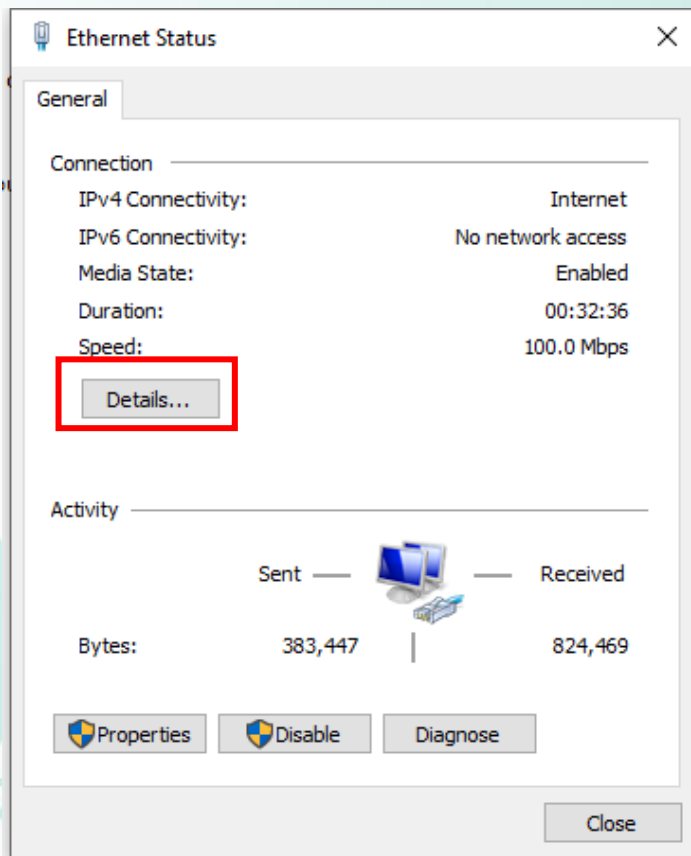 Ethernet Status
General
Connection
IPv4 Connectivity: Internet
IPv6 Connectivity: No network access
Media State: Enabled
Duration: 00:32:36
Speed: 100.0 Mbps
Details...
Activity
Sent Received
Bytes: 383,447 824,469
Properties Disable Diagnose
Close